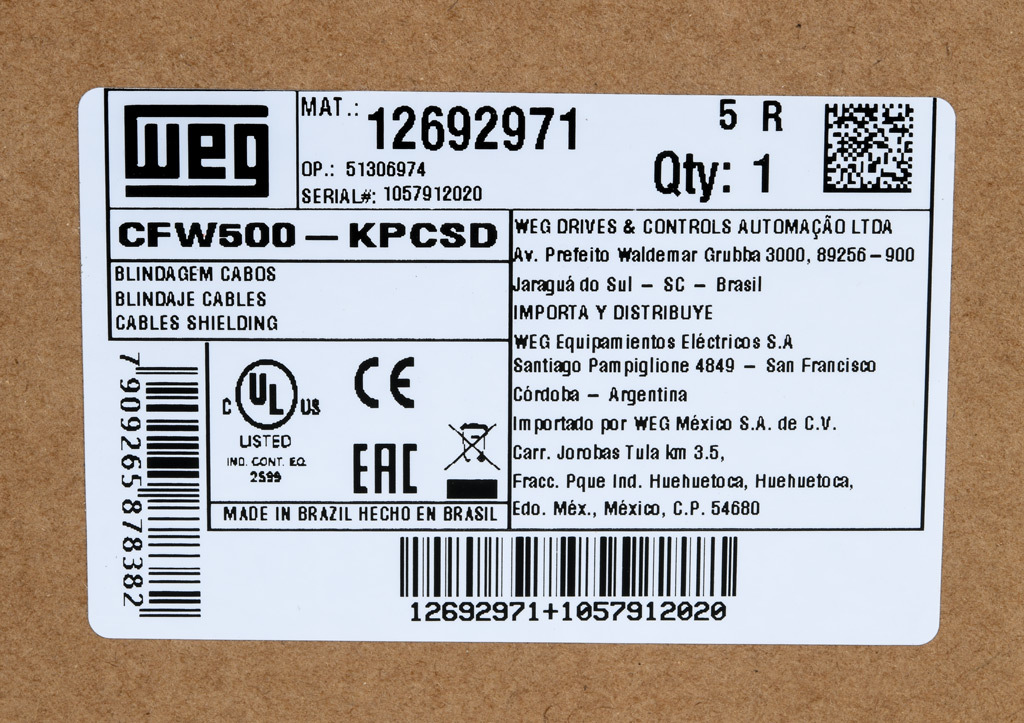 WEG
MAT.: 12692971
5 R
OP.: 51306974
Qty: 1
SERIAL#: 1057912020
CFW500 – KPCSD
BLINDAGEM CABOS
BLINDAJE CABLES
CABLES SHIELDING
WEG DRIVES & CONTROLS AUTOMAÇÃO LTDA
Av. Prefeito Waldemar Grubba 3000, 89256 – 900
Jaraguá do Sul – SC – Brasil
IMPORTA Y DISTRIBUYE
WEG Equipamientos Eléctricos S.A
Santiago Pampiglione 4849 – San Francisco
Córdoba – Argentina
Importado por WEG México S.A. de C.V.
Carr. Jorobas Tula km 3.5,
Fracc. Pque Ind. Huehuetoca, Huehuetoca,
Edo. Méx., México, C.P. 54680
7 909265 878382
C UL US
LISTED
IND. CONT. EQ.
2S99
CE
EAC
MADE IN BRAZIL HECHO EN BRASIL
12692971+1057912020